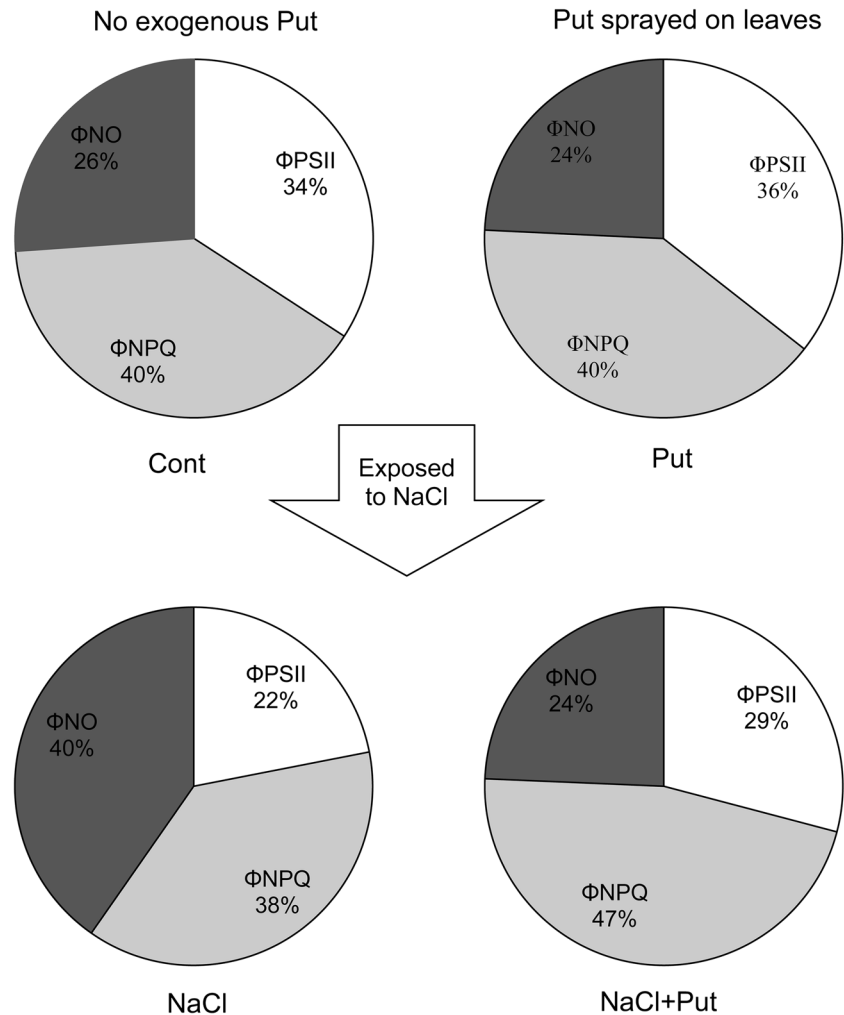 No exogenous Put
Put sprayed on leaves
ΦNO
26%
ΦPSII
34%
ΦNPQ
40%
Cont
ΦNO
24%
ΦPSII
36%
ΦNPQ
40%
Put
Exposed
to NaCl
ΦPSII
22%
ΦNO
40%
ΦNPQ
38%
NaCl
ΦNO
24%
ΦPSII
29%
ΦNPQ
47%
NaCl+Put